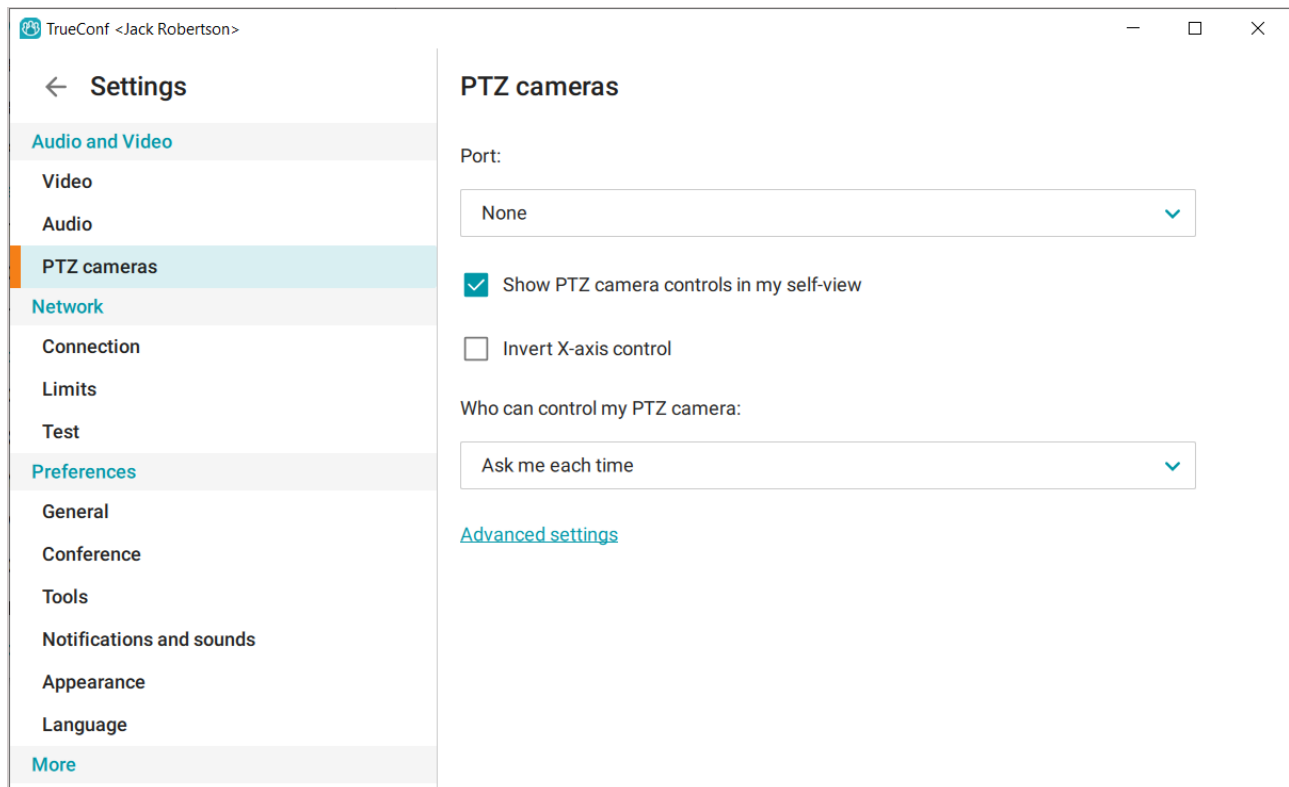 TrueConf <Jack Robertson>
Settings
Audio and Video
Video
Audio
PTZ cameras
Network
Connection
Limits
Test
Preferences
General
Conference
Tools
Notifications and sounds
Appearance
Language
More
PTZ cameras
Port:
None
Show PTZ camera controls in my self-view
Invert X-axis control
Who can control my PTZ camera:
Ask me each time
Advanced settings